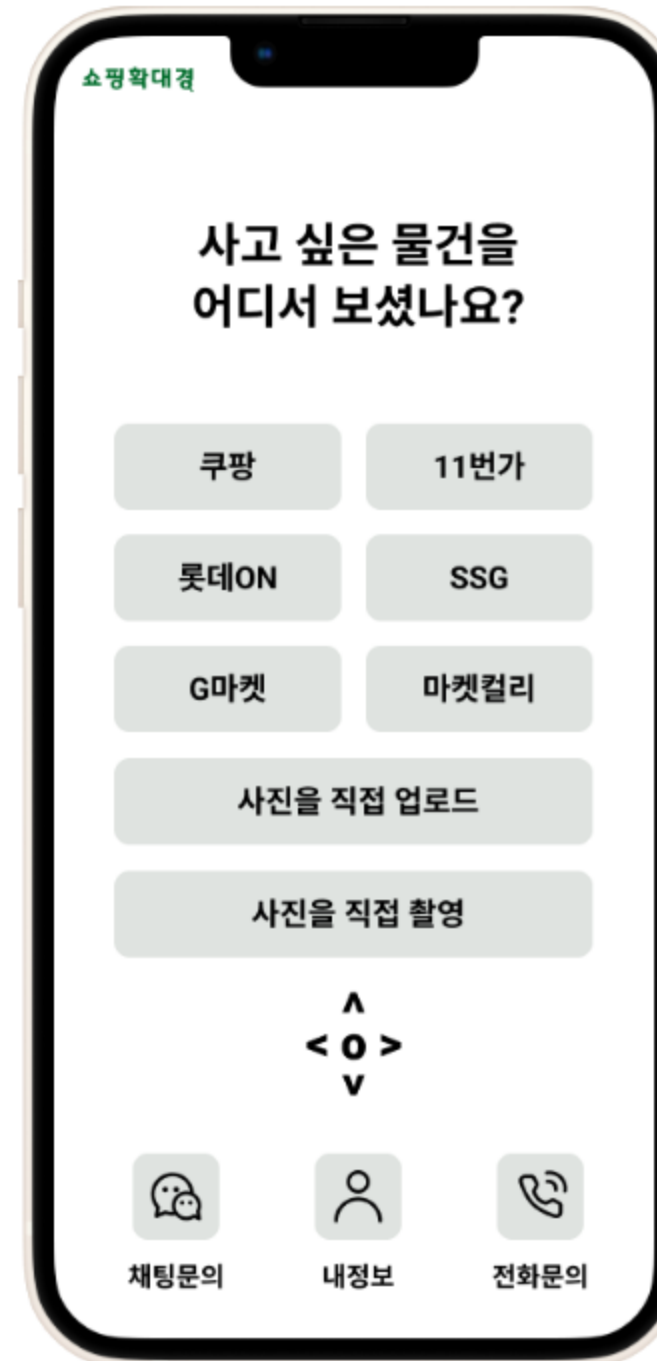 쇼핑확대경
사고 싶은 물건을
어디서 보셨나요?
쿠팡
11번가
롯데ON
SSG
G마켓
마켓컬리
사진을 직접 업로드
사진을 직접 촬영
^
< o >
v
채팅문의
내정보
전화문의